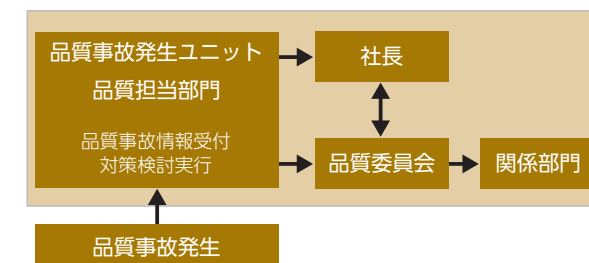 品質事故発生ユニット
品質担当部門
品質事故情報受付
対策検討実行
社長
品質委員会
関係部門
品質事故発生